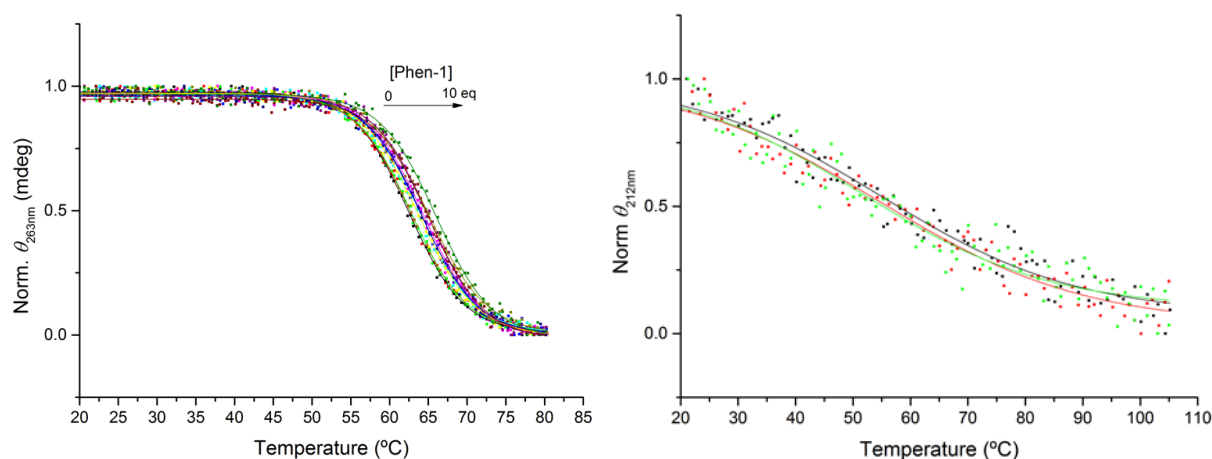 [Phen-1]
0 10 eq
1.0
0.5
0.0
Norm. θ263nm (mdeg)
20 25 30 35 40 45 50 55 60 65 70 75 80 85
Temperature (ºC)
1.0
0.5
0.0
Norm θ212nm
20 30 40 50 60 70 80 90 100 110
Temperature (ºC)